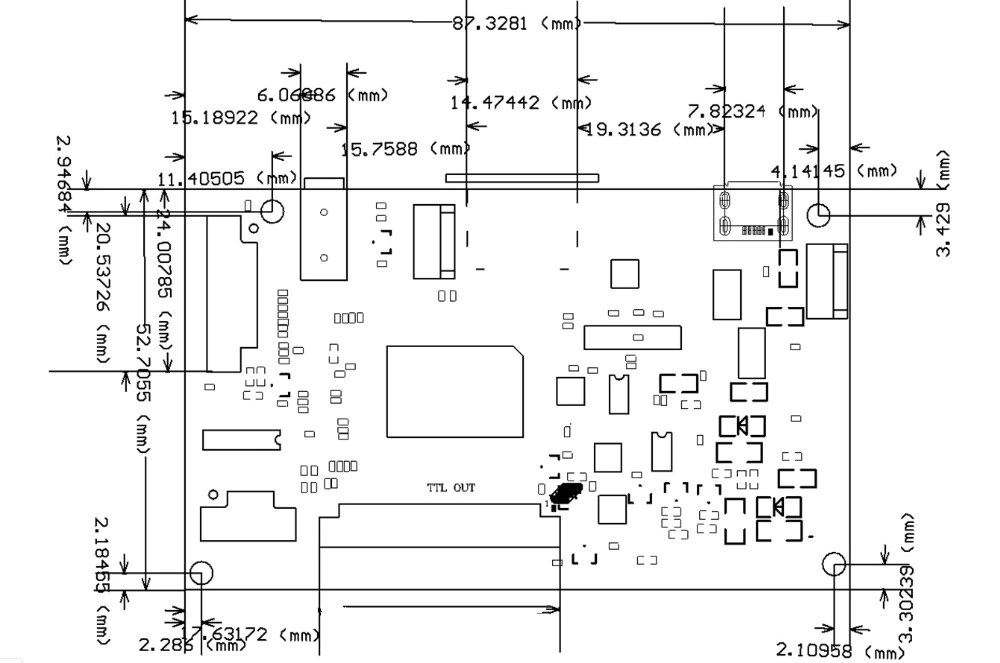 87.3281 (mm)
6.06886 (mm)
14.47442 (mm)
7.82324 (mm)
15.18922 (mm)
19.3136 (mm)
15.7588 (mm)
4.14145 (mm)
11.40505 (mm)
2.94684 (mm)
3.429 (mm)
20.53726 (mm)
24.00785 (mm)
52.7055 (mm)
TTL OUT
1
2.18455 (mm)
3.30239 (mm)
17.63172 (mm)
2.286 (mm)
2.10958 (mm)